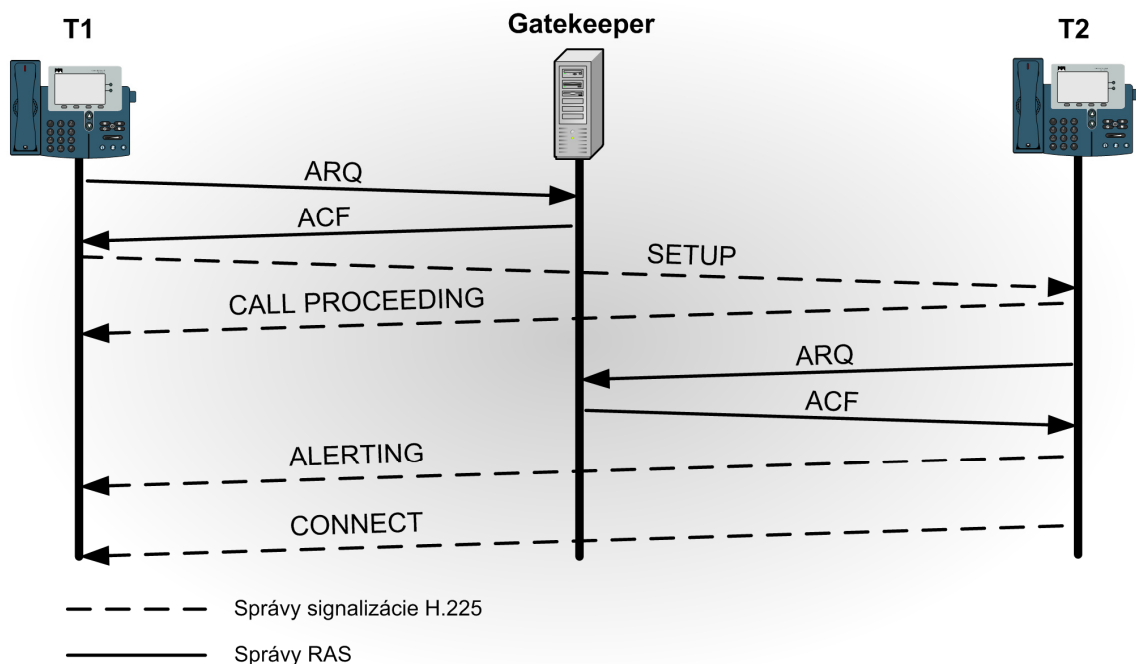 T1
Gatekeeper
T2
ARQ
ACF
SETUP
CALL PROCEEDING
ARQ
ACF
ALERTING
CONNECT
Správy signalizácie H.225
Správy RAS